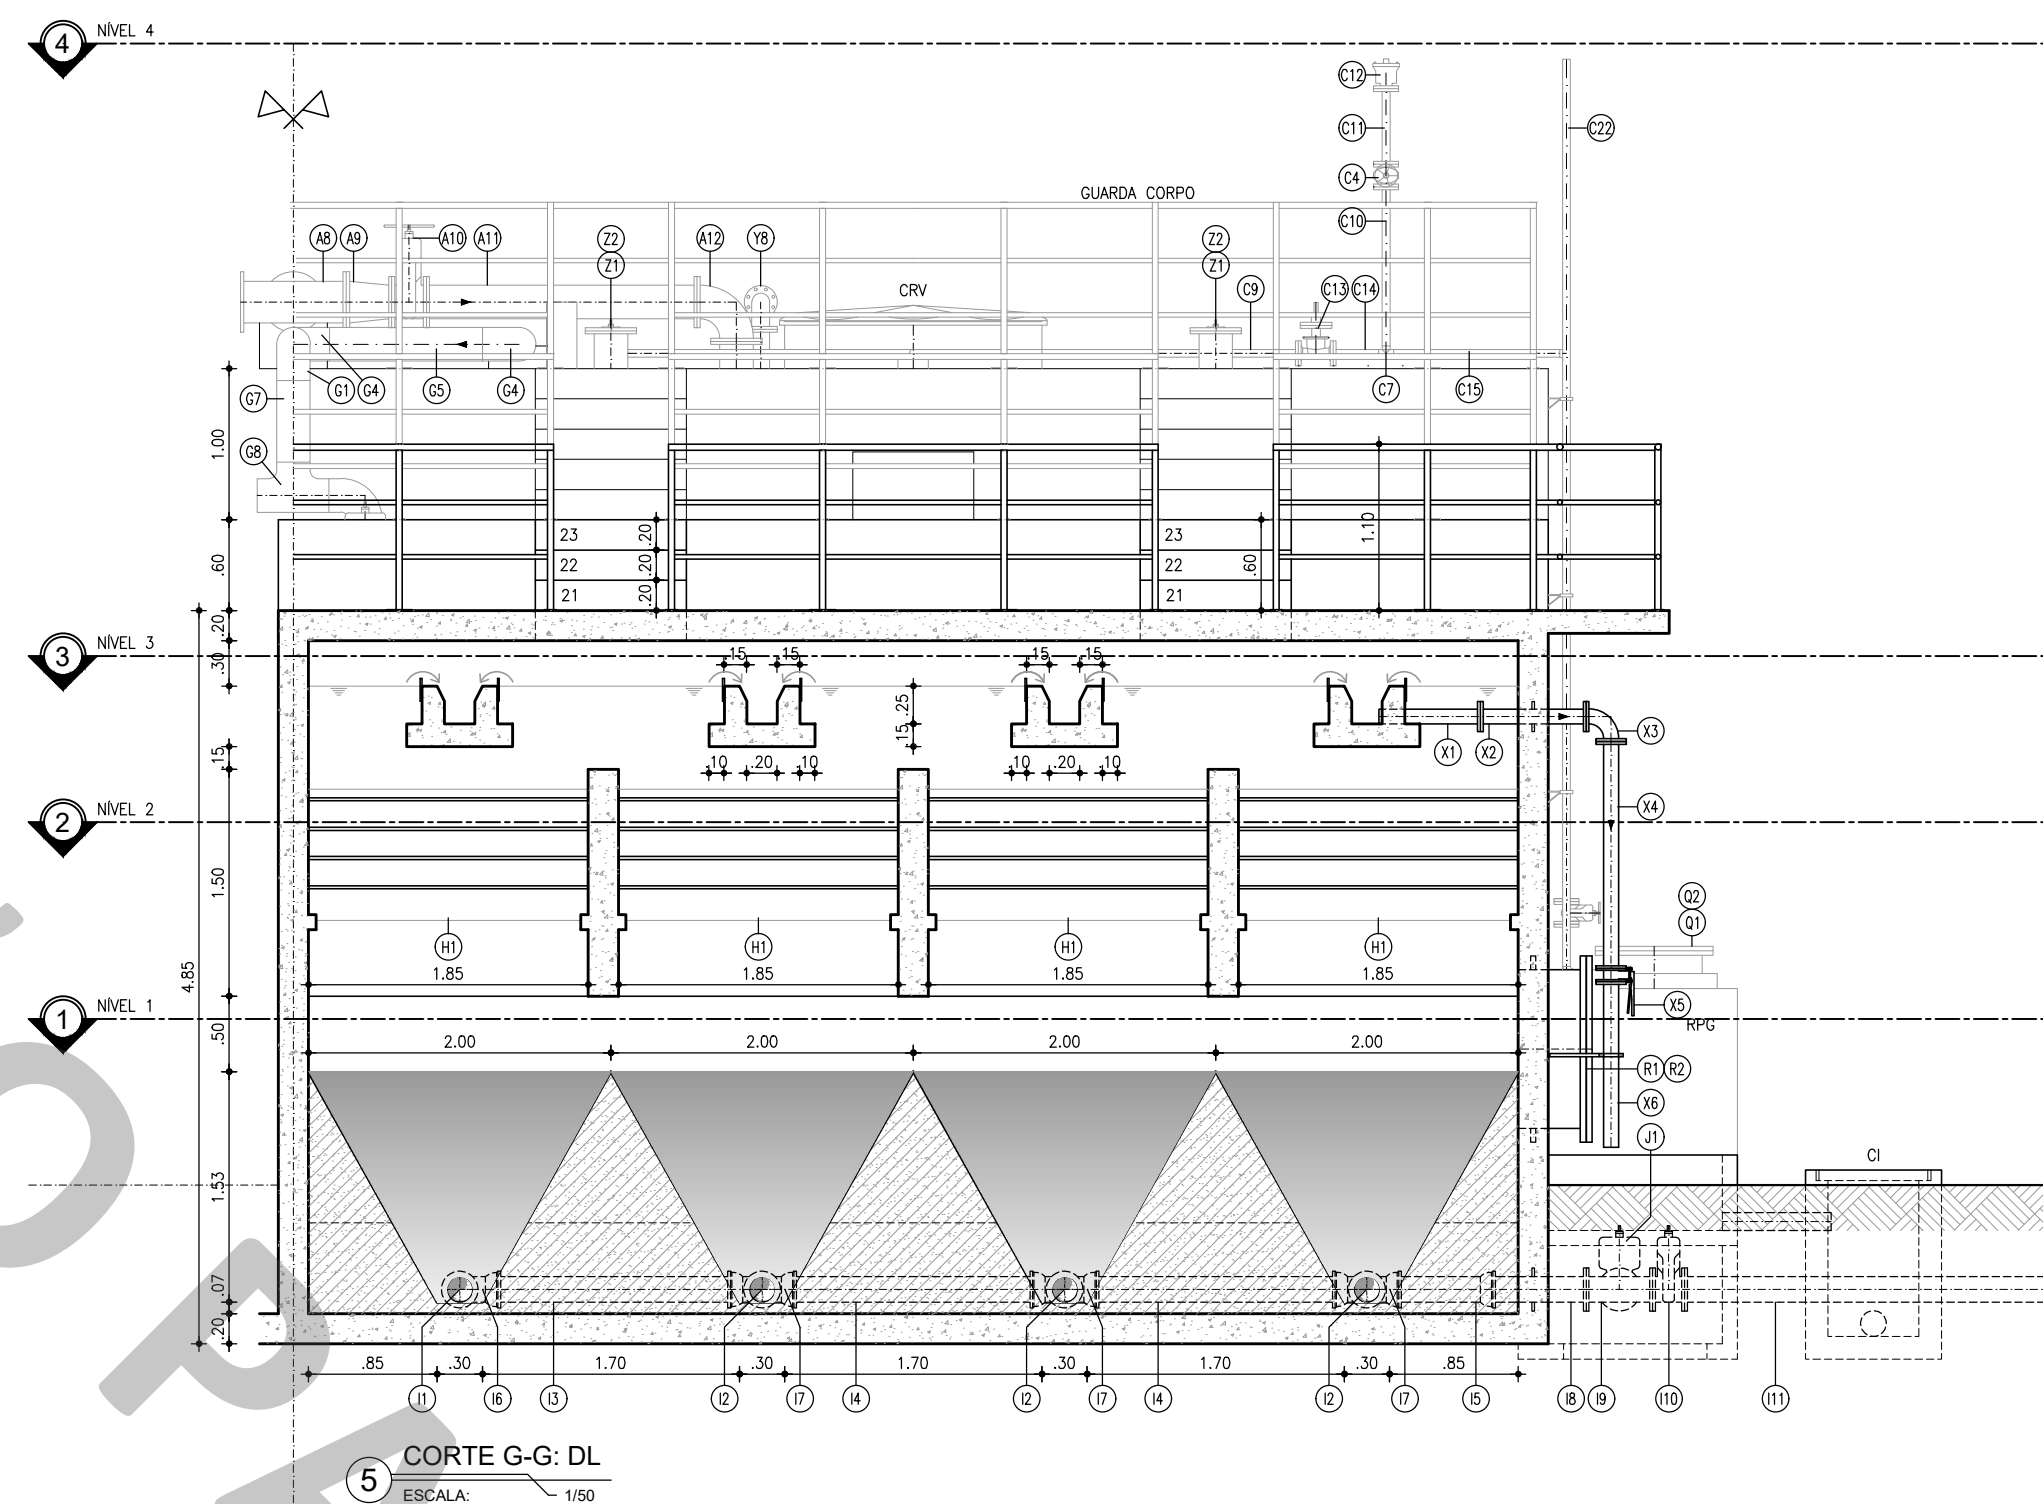 4 NÍVEL 4
C12
C11 C22
C4
GUARDA CORPO
C10
A8 A9 A10 A11 Z2 A12 Y8 Z2
Z1 Z1
CRV C9 C13 C14
G7 G1 G4 G5 G4 C7 C15
1.00
G8
23 .20 23
22 .20 22 .60 1.10
21 .20 21
.60
.20
3 NÍVEL 3
.30
.15 .15 .15 .15
.25
.15
X1 X2 X3
.15
.10 .20 .10 .10 .20 .10
2 NÍVEL 2
X4
1.50
Q2
Q1
H1 H1 H1 H1
1.85 1.85 1.85 1.85
4.85
1 NÍVEL 1
X5
RPG
.50
2.00 2.00 2.00 2.00
R1 R2
X6
J1
CI
1.53
.07
.20
.85 .30 1.70 .30 1.70 .30 1.70 .30 .85
I1 I6 I3 I2 I7 I4 I2 I7 I4 I2 I7 I5 I8 I9 I10 I11
5 CORTE G-G: DL
ESCALA: 1/50